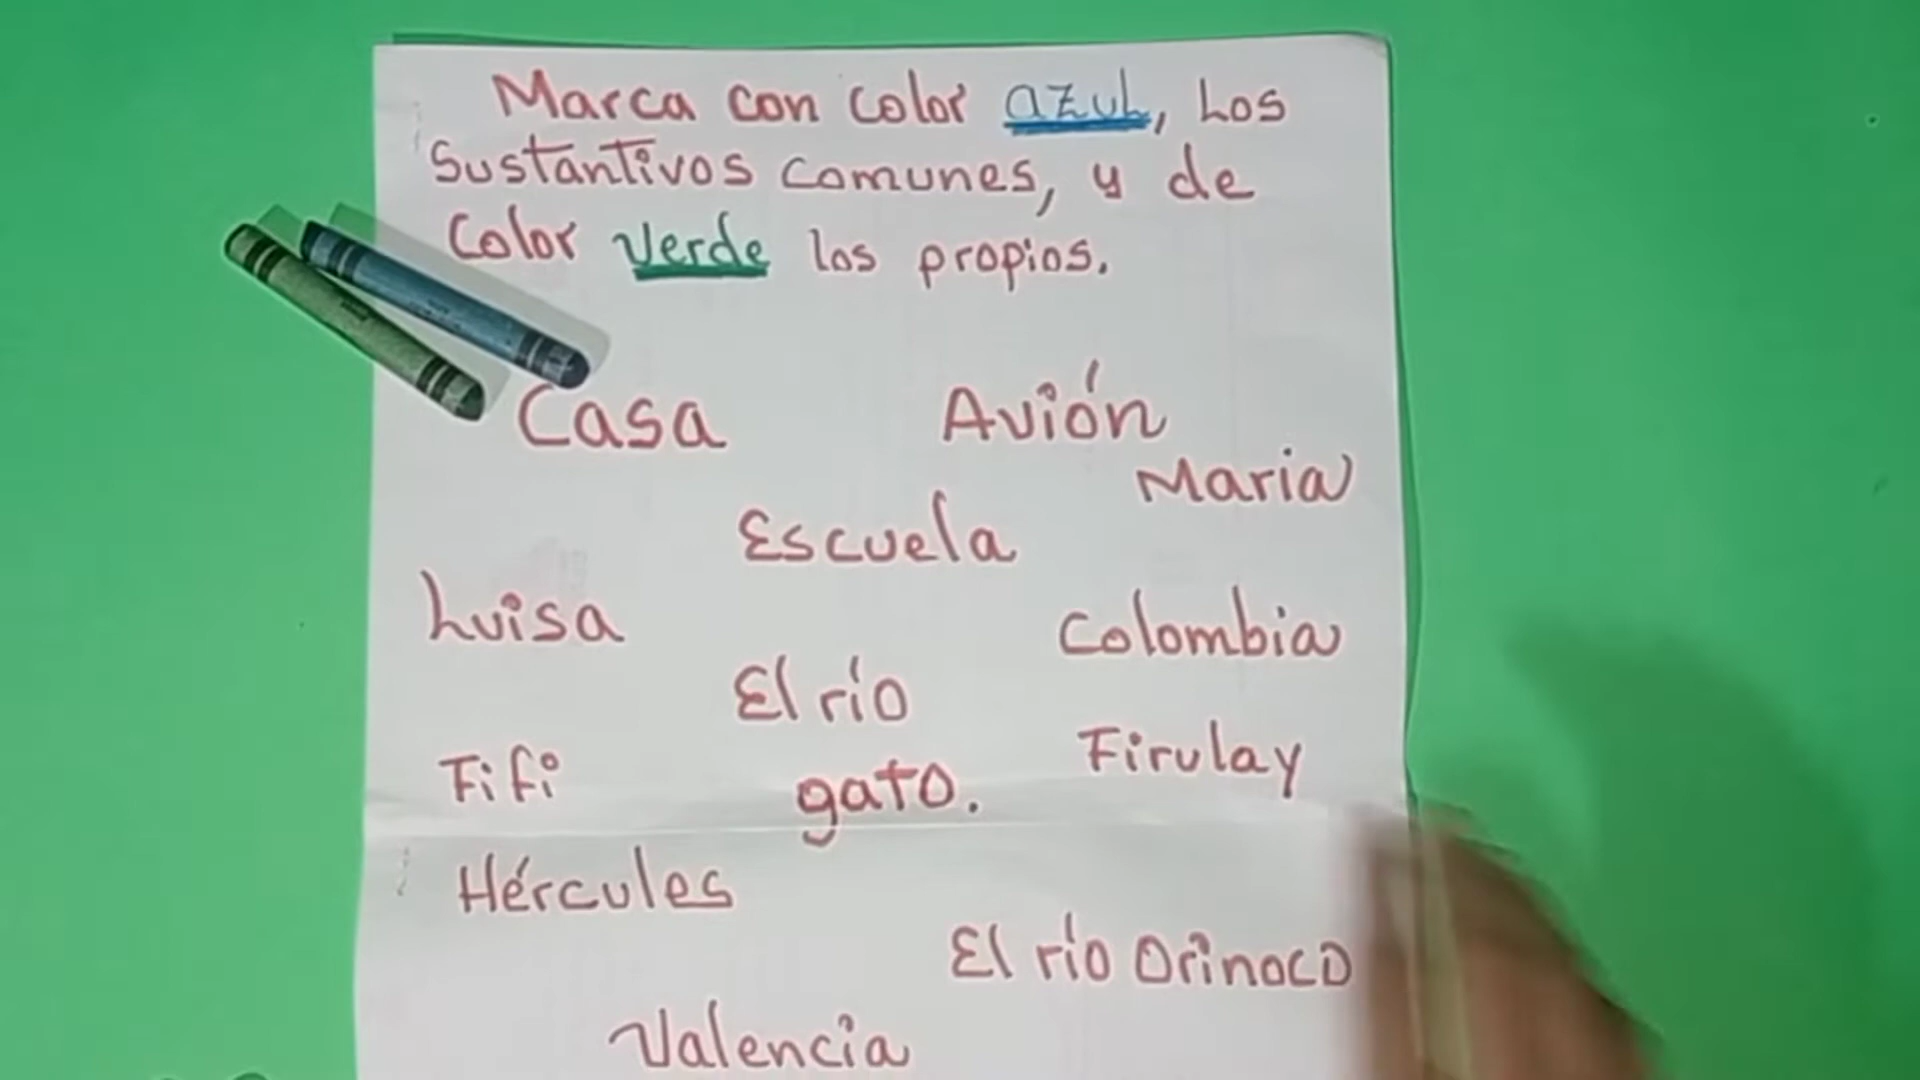 Marca con color azul, los
sustantivos comunes, y de
color verde los propios.
Casa Avión
Maria
Escuela
Luisa
Colombia
El río
Firulay
Fifi
gato.
Hércules
El río Orinoco
Valencia